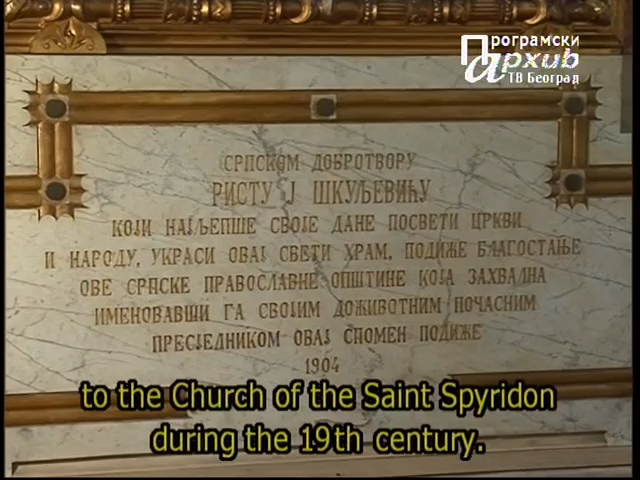 Програмски
архив
ТВ Београд
СРПСКОМ ДОБРОТВОРУ
РИСТУ Ј ШКУЉЕВИЋУ
КОЈИ НАЈЉЕПШЕ СВОЈЕ ДАНЕ ПОСВЕТИ ЦРКВИ
И НАРОДУ, УКРАСИ ОВАЈ СВЕТИ ХРАМ, ПОДИЖЕ БЛАГОСТАЊЕ
ОВЕ СРПСКЕ ПРАВОСЛАВНЕ ОПШТИНЕ КОЈА ЗАХВАЛНА
ИМЕНОВАВШИ ГА СВОЈИМ ДОЖИВОТНИМ ПОЧАСНИМ
ПРЕСЈЕДНИКОМ ОВАЈ СПОМЕН ПОДИЖЕ
1904
to the Church of the Saint Spyridon
during the 19th century.